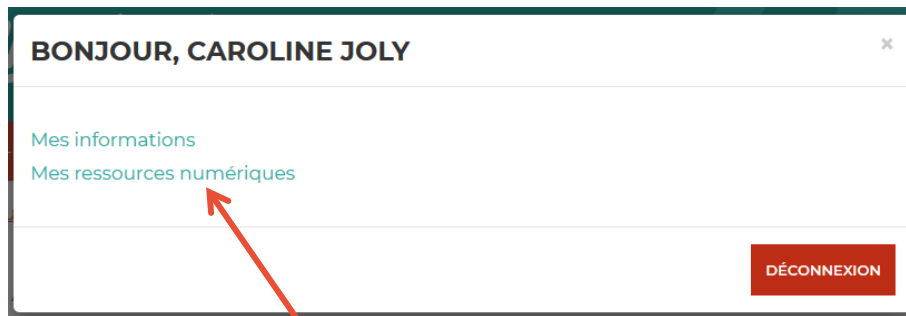 BONJOUR, CAROLINE JOLY
×
Mes informations
Mes ressources numériques
DÉCONNEXION